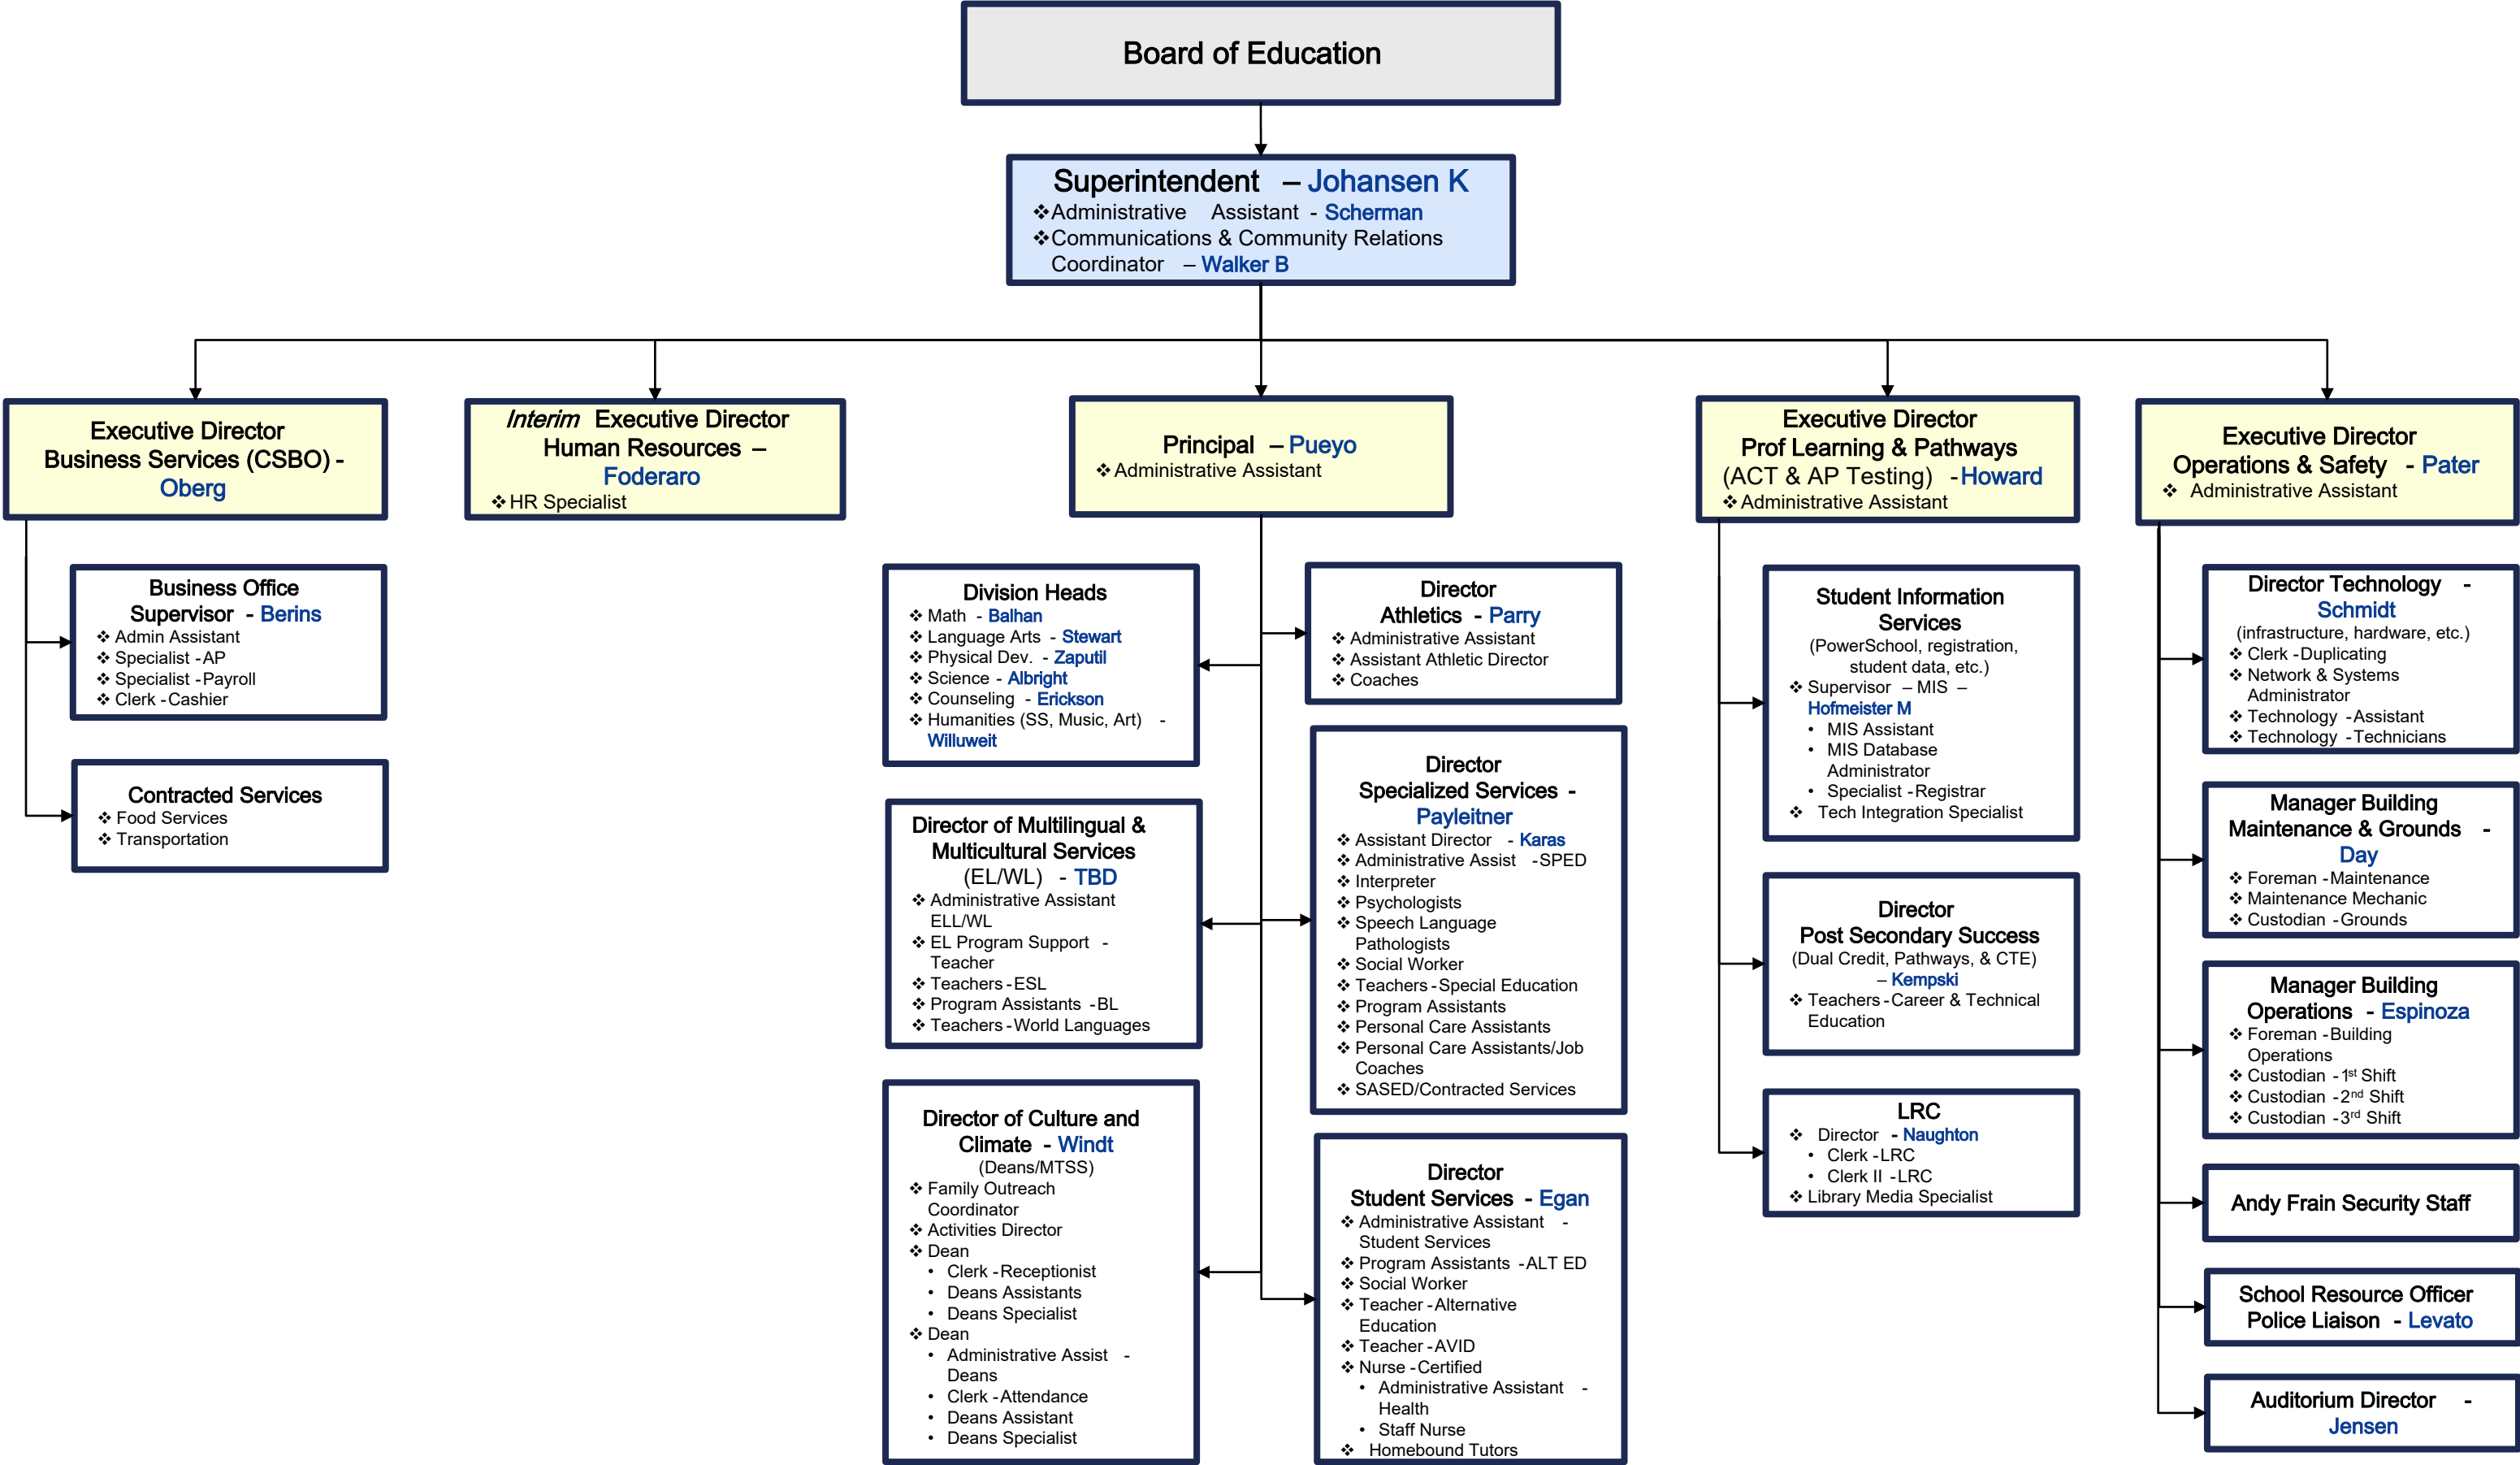 Board of Education
Superintendent – Johansen K
❖Administrative Assistant - Scherman
❖Communications & Community Relations
Coordinator – Walker B
Executive Director
Business Services (CSBO) -
Oberg
Interim Executive Director
Human Resources –
Foderaro
❖HR Specialist
Principal – Pueyo
❖Administrative Assistant
Executive Director
Prof Learning & Pathways
(ACT & AP Testing) -Howard
❖Administrative Assistant
Executive Director
Operations & Safety - Pater
❖ Administrative Assistant
Business Office
Supervisor - Berins
❖ Admin Assistant
❖ Specialist -AP
❖ Specialist -Payroll
❖ Clerk -Cashier
Contracted Services
❖ Food Services
❖ Transportation
Division Heads
❖ Math - Balhan
❖ Language Arts - Stewart
❖ Physical Dev. - Zaputil
❖ Science - Albright
❖ Counseling - Erickson
❖ Humanities (SS, Music, Art) -
Willuweit
Director of Multilingual &
Multicultural Services
(EL/WL) - TBD
❖ Administrative Assistant
ELL/WL
❖ EL Program Support -
Teacher
❖ Teachers -ESL
❖ Program Assistants -BL
❖ Teachers -World Languages
Director of Culture and
Climate - Windt
(Deans/MTSS)
❖ Family Outreach
Coordinator
❖ Activities Director
❖ Dean
• Clerk -Receptionist
• Deans Assistants
• Deans Specialist
❖ Dean
• Administrative Assist -
Deans
• Clerk -Attendance
• Deans Assistant
• Deans Specialist
Director
Athletics - Parry
❖ Administrative Assistant
❖ Assistant Athletic Director
❖ Coaches
Director
Specialized Services -
Payleitner
❖ Assistant Director - Karas
❖ Administrative Assist -SPED
❖ Interpreter
❖ Psychologists
❖ Speech Language
Pathologists
❖ Social Worker
❖ Teachers -Special Education
❖ Program Assistants
❖ Personal Care Assistants
❖ Personal Care Assistants/Job
Coaches
❖ SASED/Contracted Services
Director
Student Services - Egan
❖ Administrative Assistant -
Student Services
❖ Program Assistants -ALT ED
❖ Social Worker
❖ Teacher -Alternative
Education
❖ Teacher -AVID
❖ Nurse -Certified
• Administrative Assistant -
Health
• Staff Nurse
❖ Homebound Tutors
Student Information
Services
(PowerSchool, registration,
student data, etc.)
❖ Supervisor – MIS –
Hofmeister M
• MIS Assistant
• MIS Database
Administrator
• Specialist -Registrar
❖ Tech Integration Specialist
Director
Post Secondary Success
(Dual Credit, Pathways, & CTE)
– Kempski
❖ Teachers -Career & Technical
Education
LRC
❖ Director - Naughton
• Clerk -LRC
• Clerk II -LRC
❖ Library Media Specialist
Director Technology -
Schmidt
(infrastructure, hardware, etc.)
❖ Clerk -Duplicating
❖ Network & Systems
Administrator
❖ Technology -Assistant
❖ Technology -Technicians
Manager Building
Maintenance & Grounds -
Day
❖ Foreman -Maintenance
❖ Maintenance Mechanic
❖ Custodian -Grounds
Manager Building
Operations - Espinoza
❖ Foreman -Building
Operations
❖ Custodian -1st Shift
❖ Custodian -2nd Shift
❖ Custodian -3rd Shift
Andy Frain Security Staff
School Resource Officer
Police Liaison - Levato
Auditorium Director -
Jensen